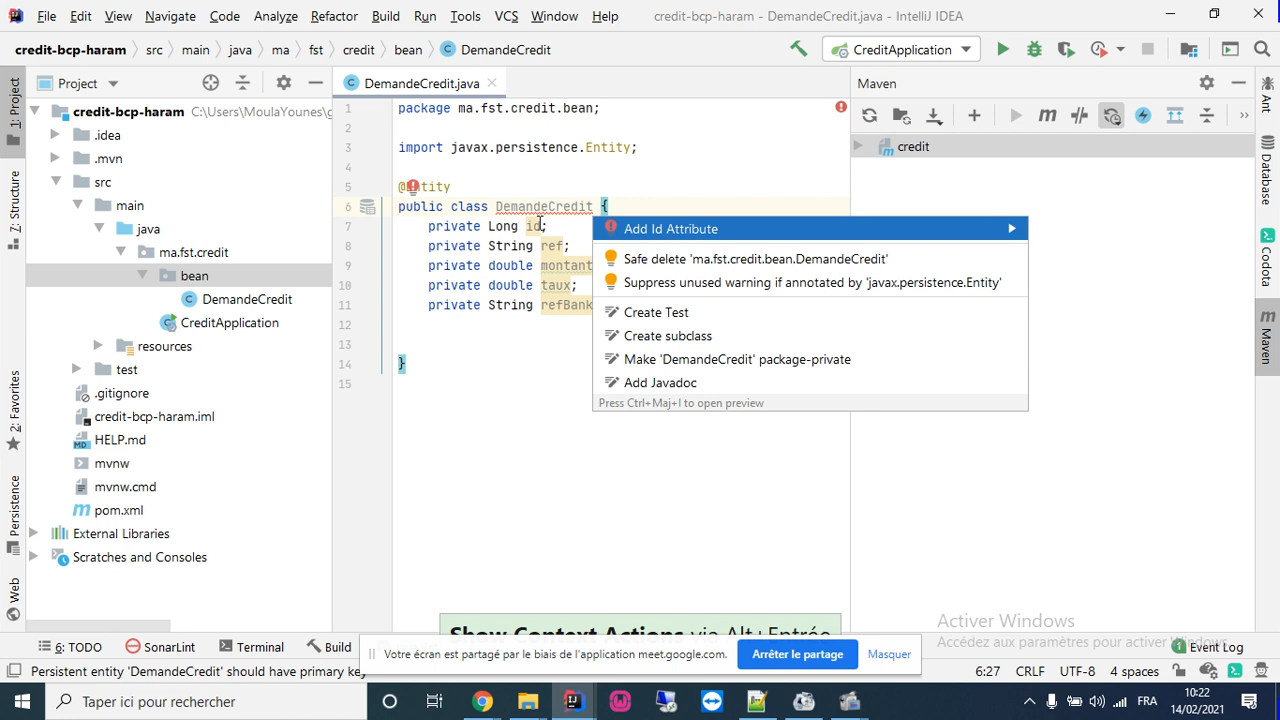 File Edit View Navigate Code Analyze Refactor Build Run Tools VCS Window Help credit-bcp-haram - DemandeCredit.java - IntelliJ IDEA
credit-bcp-haram src main java ma fst credit bean DemandeCredit CreditApplication
Project DemandeCredit.java Maven
1: Project
Z: Structure
2: Favorites
Persistence
Web
credit-bcp-haram C:\Users\MoulaYounes\g
.idea
.mvn
src
main
java
ma.fst.credit
bean
DemandeCredit
CreditApplication
resources
test
.gitignore
credit-bcp-haram.iml
HELP.md
mvnw
mvnw.cmd
pom.xml
External Libraries
Scratches and Consoles
1 package ma.fst.credit.bean;
2
3 import javax.persistence.Entity;
4
5 @Entity
6 public class DemandeCredit {
7 private Long id;
8 private String ref;
9 private double montant
10 private double taux;
11 private String refBank
12
13
14 }
15
Add Id Attribute
Safe delete 'ma.fst.credit.bean.DemandeCredit'
Suppress unused warning if annotated by 'javax.persistence.Entity'
Create Test
Create subclass
Make 'DemandeCredit' package-private
Add Javadoc
Press Ctrl+Maj+I to open preview
credit
Ant
Database
Codota
Maven
Show Context Actions via Alt+Entrée
Activer Windows
Accédez aux paramètres pour activer Windows.
6: TODO SonarLint Terminal Build Event Log
Votre écran est partagé par le biais de l'application meet.google.com. Arrêter le partage Masquer
Persistent entity 'DemandeCredit' should have primary key 6:27 CRLF UTF-8 4 spaces
Taper ici pour rechercher FRA 10:22
14/02/2021